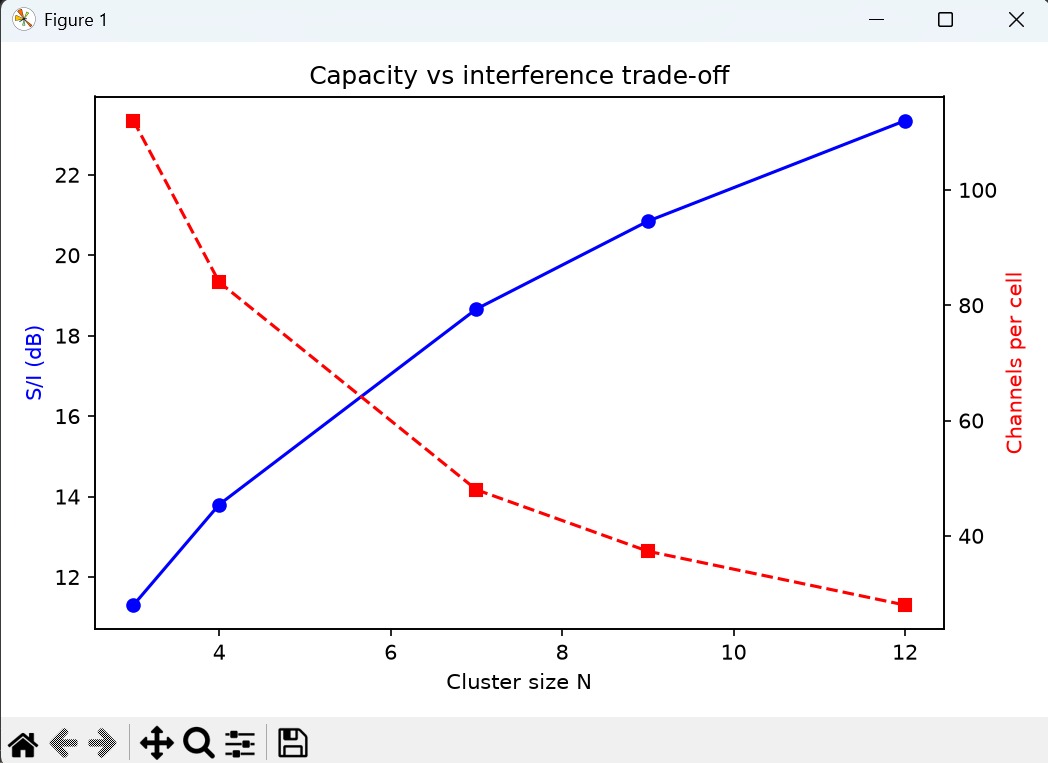 Figure 1
Capacity vs interference trade-off
22
20
18
16
14
12
S/I (dB)
100
80
60
40
Channels per cell
4 6 8 10 12
Cluster size N